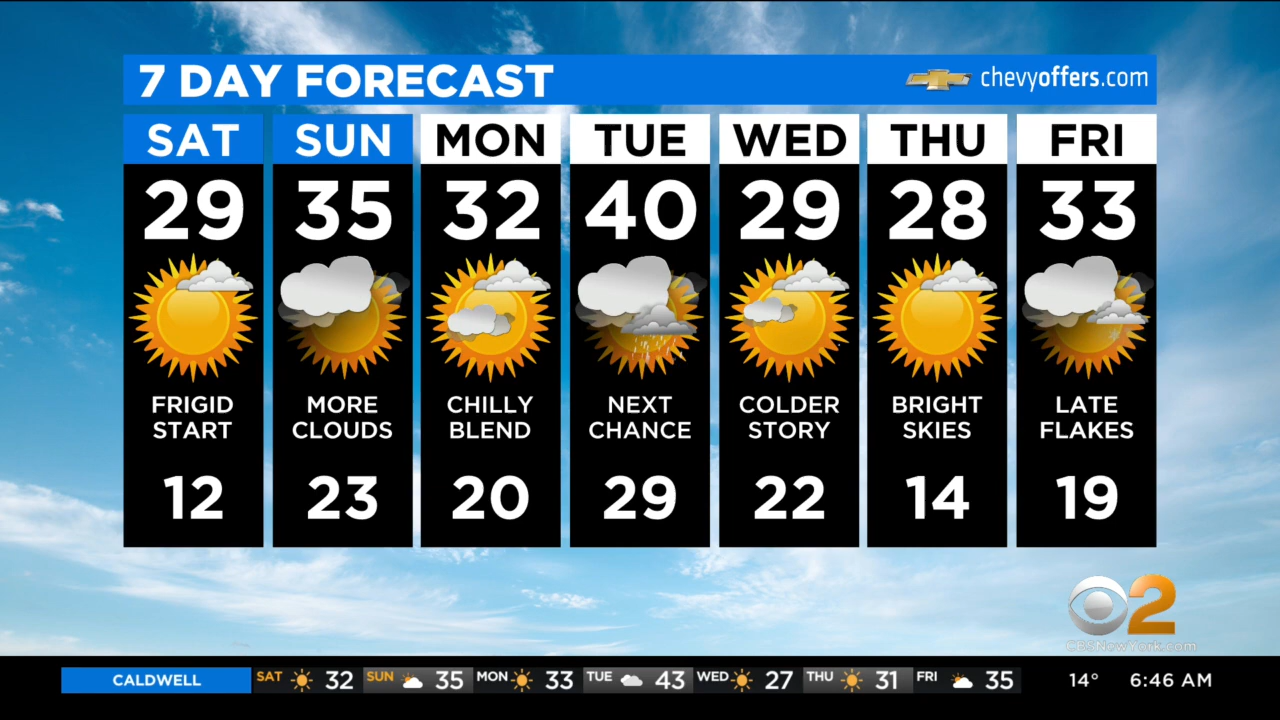 7 DAY FORECAST
chevyoffers.com
SAT SUN MON TUE WED THU FRI
29 35 32 40 29 28 33
FRIGID START
MORE CLOUDS
CHILLY BLEND
NEXT CHANCE
COLDER STORY
BRIGHT SKIES
LATE FLAKES
12 23 20 29 22 14 19
2
CBSNewYork.com
CALDWELL SAT 32 SUN 35 MON 33 TUE 43 WED 27 THU 31 FRI 35 14° 6:46 AM